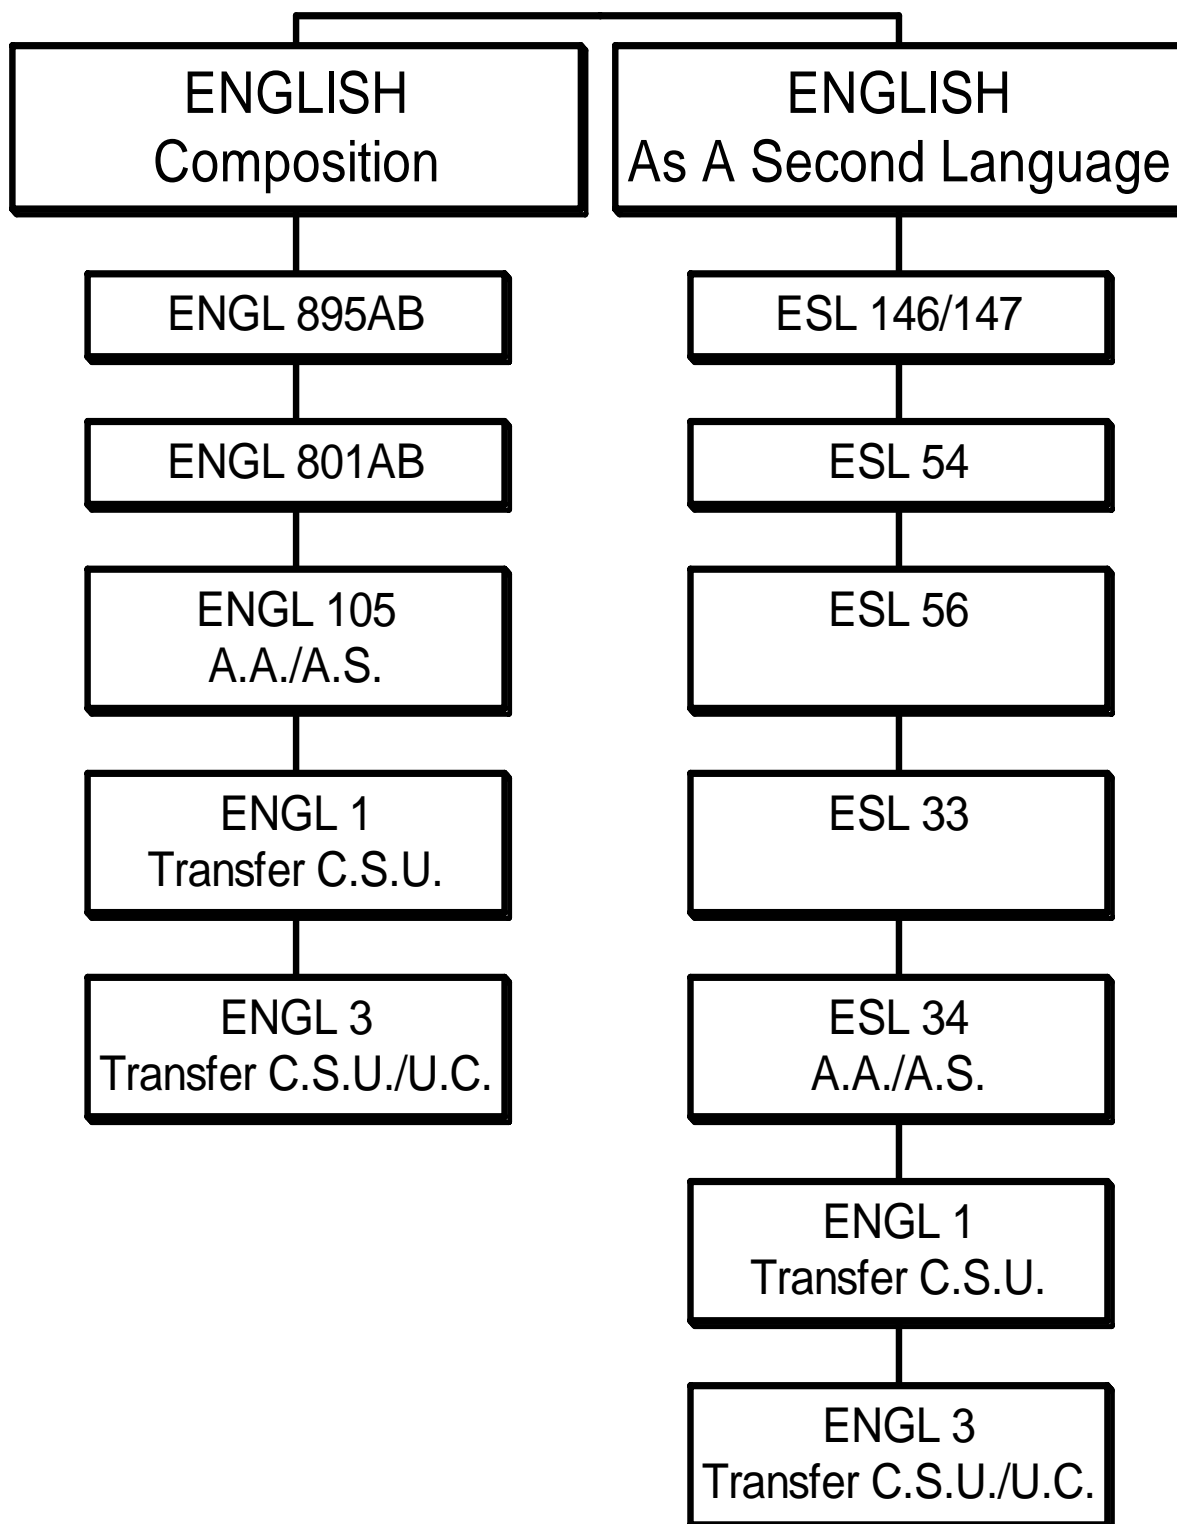 ENGLISH
Composition
ENGL 895AB
ENGL 801AB
ENGL 105
A.A./A.S.
ENGL 1
Transfer C.S.U.
ENGL 3
Transfer C.S.U./U.C.
ENGLISH
As A Second Language
ESL 146/147
ESL 54
ESL 56
ESL 33
ESL 34
A.A./A.S.
ENGL 1
Transfer C.S.U.
ENGL 3
Transfer C.S.U./U.C.